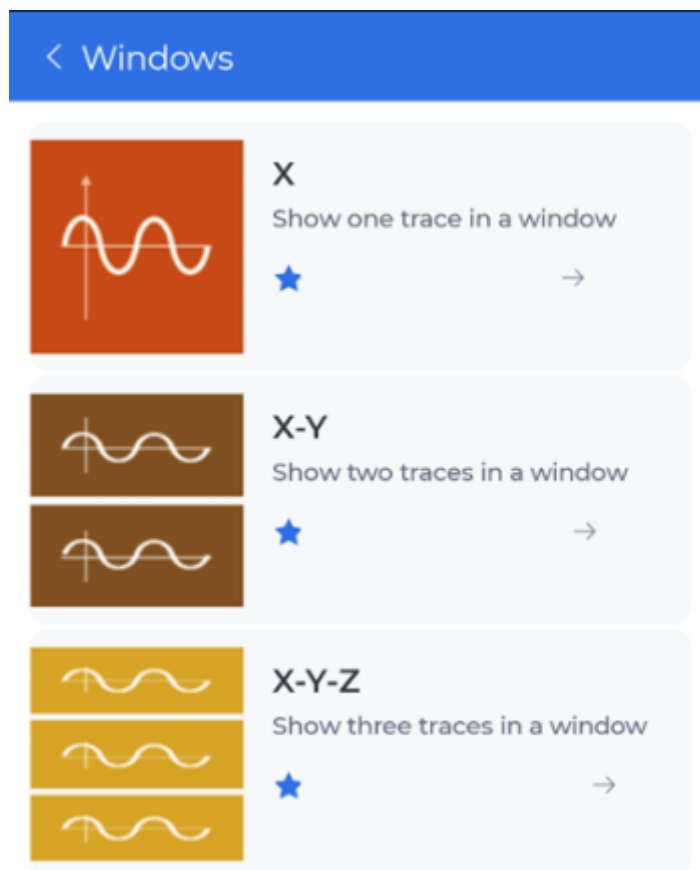 Windows
X
Show one trace in a window
X-Y
Show two traces in a window
X-Y-Z
Show three traces in a window